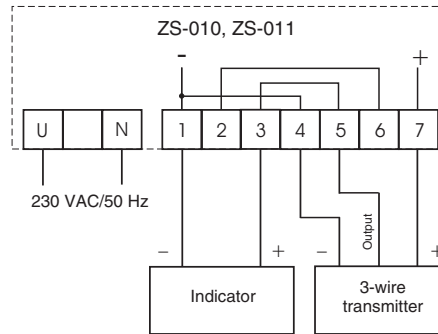 ZS-010, ZS-011
- +
U N 1 2 3 4 5 6 7
230 VAC/50 Hz
Output
- + - +
Indicator
3-wire
transmitter